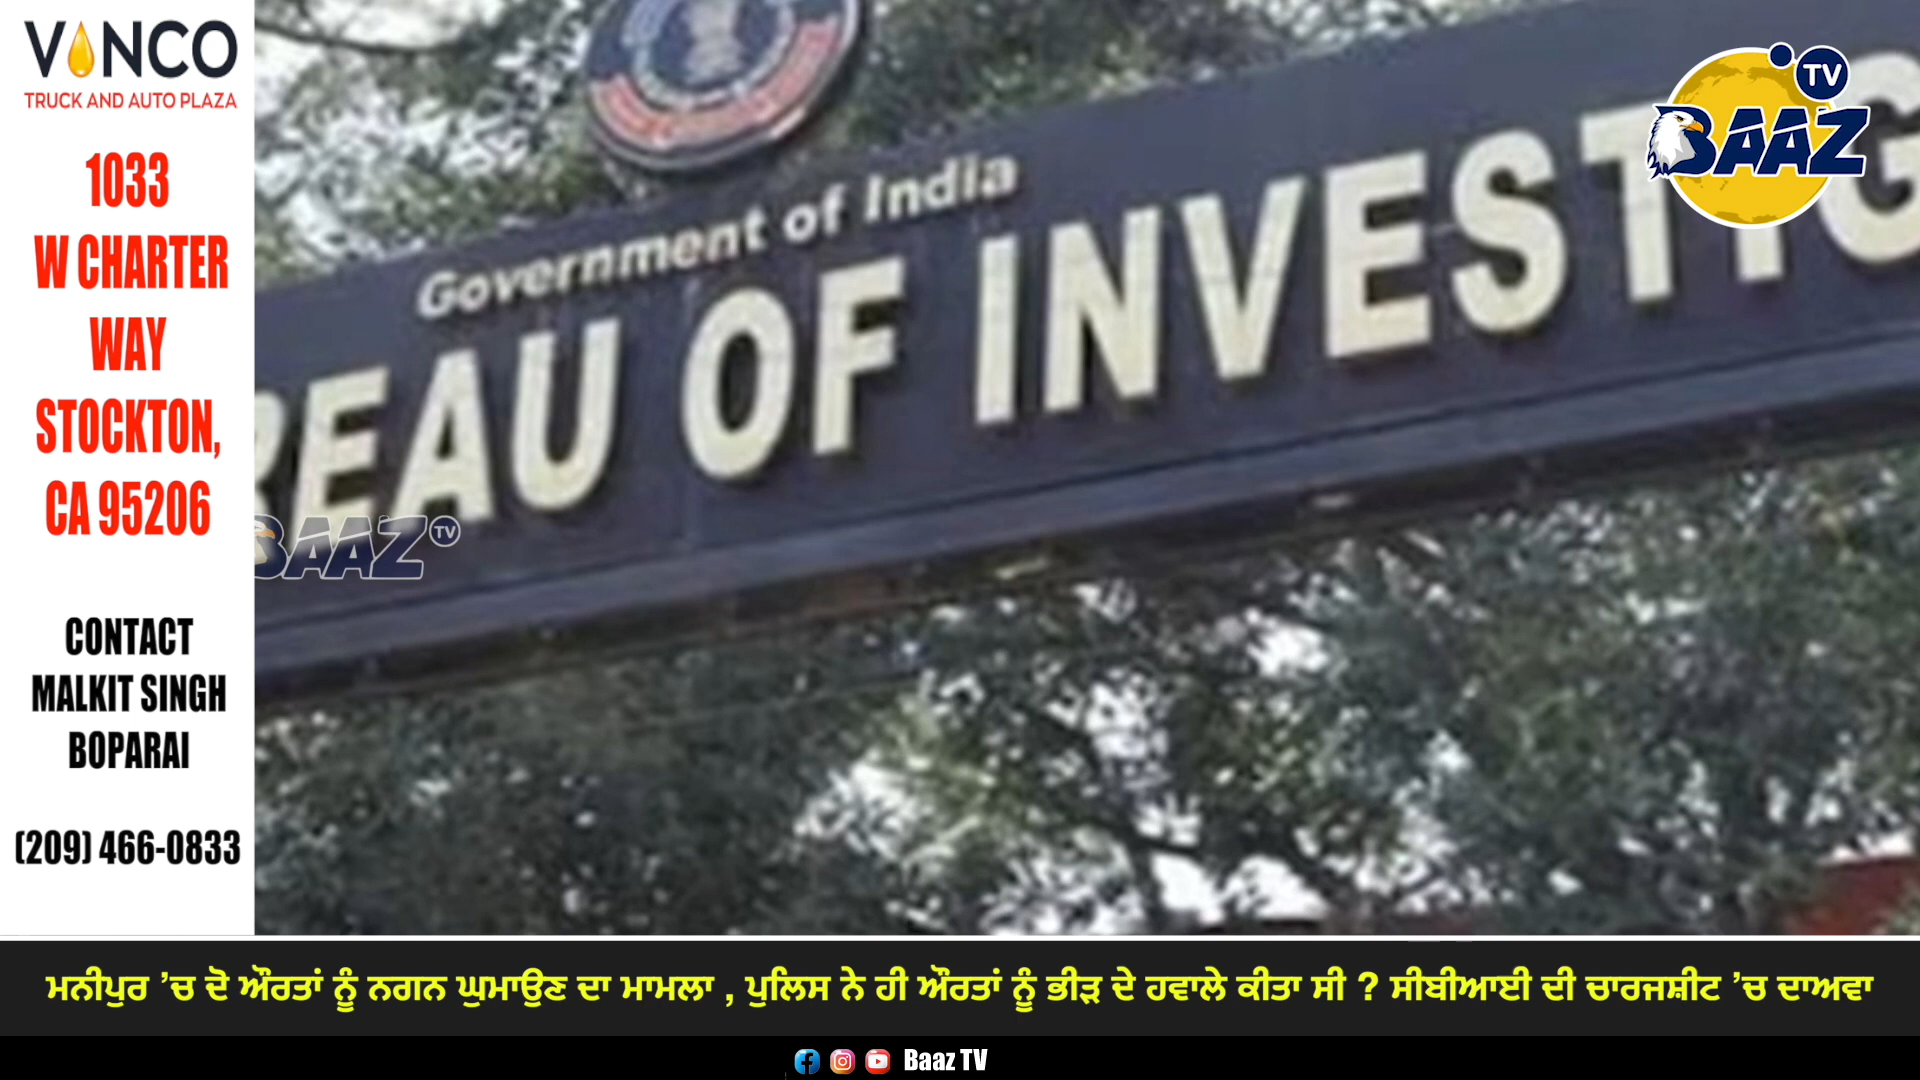 VANCO
TRUCK AND AUTO PLAZA
1033
W CHARTER
WAY
STOCKTON,
CA 95206
CONTACT
MALKIT SINGH
BOPARAI
(209) 466-0833
Government of India
REAU OF INVESTIG
TV
BAAZ
BAAZ TV
ਮਨੀਪੁਰ ’ਚ ਦੋ ਔਰਤਾਂ ਨੂੰ ਨਗਨ ਘੁਮਾਉਣ ਦਾ ਮਾਮਲਾ , ਪੁਲਿਸ ਨੇ ਹੀ ਔਰਤਾਂ ਨੂੰ ਭੀੜ ਦੇ ਹਵਾਲੇ ਕੀਤਾ ਸੀ ? ਸੀਬੀਆਈ ਦੀ ਚਾਰਜਸ਼ੀਟ ’ਚ ਦਾਅਵਾ
Baaz TV